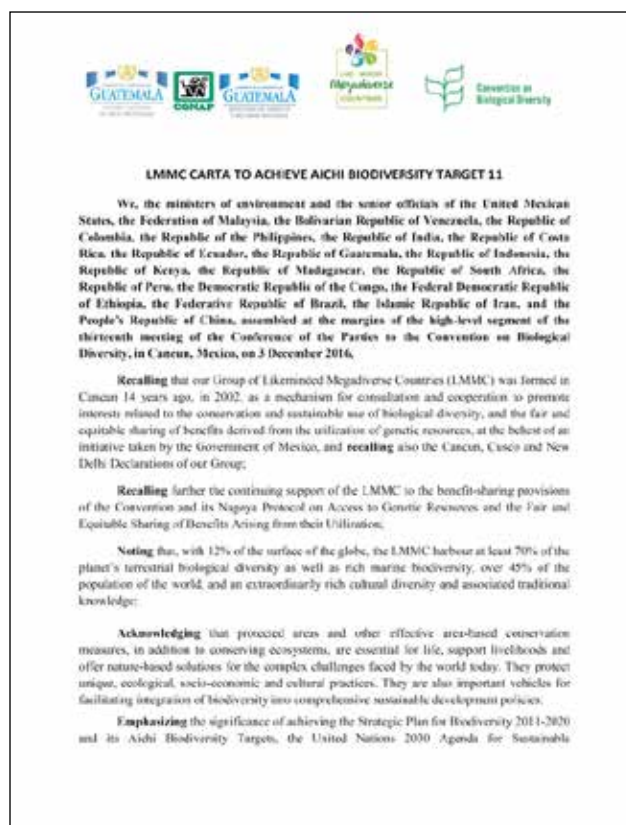 GUATEMALA
CONAP
GUATEMALA
Megadiverse
COUNTRIES
Convention on
Biological Diversity
LMMC CARTA TO ACHIEVE AICHI BIODIVERSITY TARGET 11
We, the ministers of environment and the senior officials of the United Mexican
States, the Federation of Malaysia, the Bolivarian Republic of Venezuela, the Republic of
Colombia, the Republic of the Philippines, the Republic of India, the Republic of Costa
Rica, the Republic of Ecuador, the Republic of Guatemala, the Republic of Indonesia, the
Republic of Kenya, the Republic of Madagascar, the Republic of South Africa, the
Republic of Peru, the Democratic Republic of the Congo, the Federal Democratic Republic
of Ethiopia, the Federative Republic of Brazil, the Islamic Republic of Iran, and the
People's Republic of China, assembled at the margins of the high-level segment of the
thirteenth meeting of the Conference of the Parties to the Convention on Biological
Diversity, in Cancun, Mexico, on 3 December 2016,
Recalling that our Group of Likeminded Megadiverse Countries (LMMC) was formed in
Cancun 14 years ago, in 2002, as a mechanism for consultation and cooperation to promote
interests related to the conservation and sustainable use of biological diversity, and the fair and
equitable sharing of benefits derived from the utilization of genetic resources, at the behest of an
initiative taken by the Government of Mexico, and recalling also the Cancun, Cusco and New
Delhi Declarations of our Group;
Recalling further the continuing support of the LMMC to the benefit-sharing provisions
of the Convention and its Nagoya Protocol on Access to Genetic Resources and the Fair and
Equitable Sharing of Benefits Arising from their Utilization;
Noting that, with 12% of the surface of the globe, the LMMC harbour at least 70% of the
planet's terrestrial biological diversity as well as rich marine biodiversity, over 45% of the
population of the world, and an extraordinarily rich cultural diversity and associated traditional
knowledge;
Acknowledging that protected areas and other effective area-based conservation
measures, in addition to conserving ecosystems, are essential for life, support livelihoods and
offer nature-based solutions for the complex challenges faced by the world today. They protect
unique, ecological, socio-economic and cultural practices. They are also important vehicles for
facilitating integration of biodiversity into comprehensive sustainable development policies.
Emphasizing the significance of achieving the Strategic Plan for Biodiversity 2011-2020
and its Aichi Biodiversity Targets, the United Nations 2030 Agenda for Sustainable